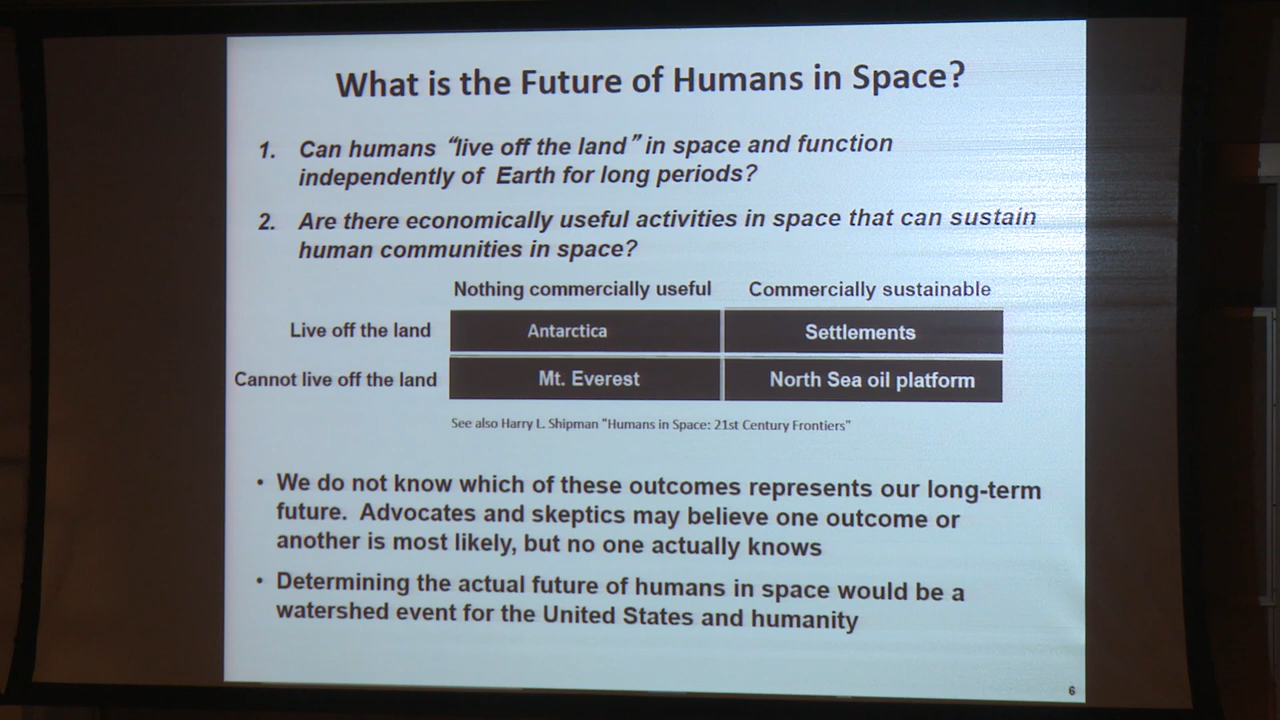 What is the Future of Humans in Space?
1. Can humans “live off the land” in space and function
independently of Earth for long periods?
2. Are there economically useful activities in space that can sustain
human communities in space?
Nothing commercially useful Commercially sustainable
Live off the land Antarctica Settlements
Cannot live off the land Mt. Everest North Sea oil platform
See also Harry L. Shipman "Humans in Space: 21st Century Frontiers"
• We do not know which of these outcomes represents our long-term
future. Advocates and skeptics may believe one outcome or
another is most likely, but no one actually knows
• Determining the actual future of humans in space would be a
watershed event for the United States and humanity
6